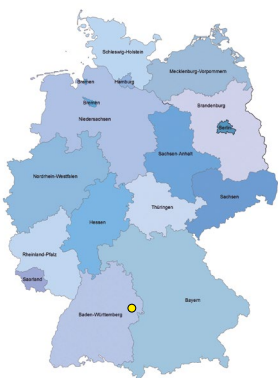 Schleswig-Holstein
Mecklenburg-Vorpommern
Bremen
Hamburg
Bremen
Brandenburg
Niedersachsen
Berlin
Sachsen-Anhalt
Nordrhein-Westfalen
Sachsen
Hessen
Thüringen
Rheinland-Pfalz
Saarland
Bayern
Baden-Württemberg